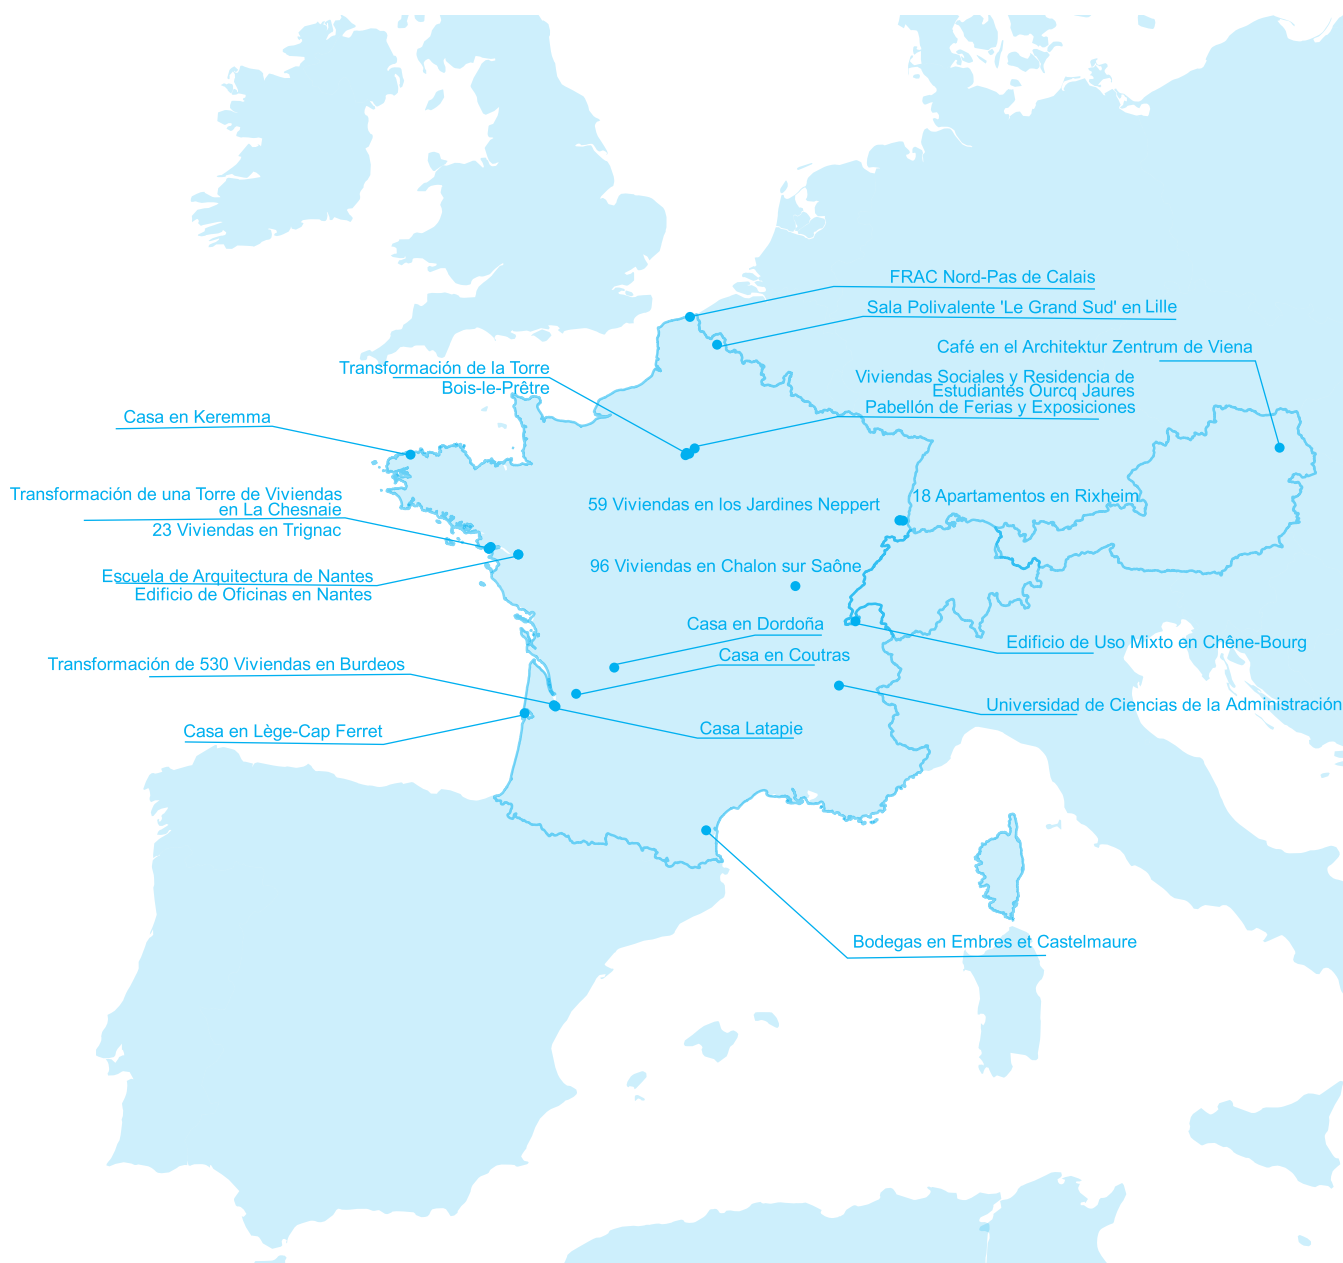 FRAC Nord-Pas de Calais
Sala Polivalente 'Le Grand Sud' en Lille
Café en el Architektur Zentrum de Viena
Transformación de la Torre
Bois-le-Prêtre
Viviendas Sociales y Residencia de
Estudiantes Ourcq Jaures
Pabellón de Ferias y Exposiciones
Casa en Keremma
Transformación de una Torre de Viviendas
en La Chesnaie
23 Viviendas en Trignac
59 Viviendas en los Jardines Neppert
18 Apartamentos en Rixheim
96 Viviendas en Chalon sur Saône
Escuela de Arquitectura de Nantes
Edificio de Oficinas en Nantes
Casa en Dordoña
Edificio de Uso Mixto en Chêne-Bourg
Casa en Coutras
Transformación de 530 Viviendas en Burdeos
Universidad de Ciencias de la Administración
Casa Latapie
Casa en Lège-Cap Ferret
Bodegas en Embres et Castelmaure